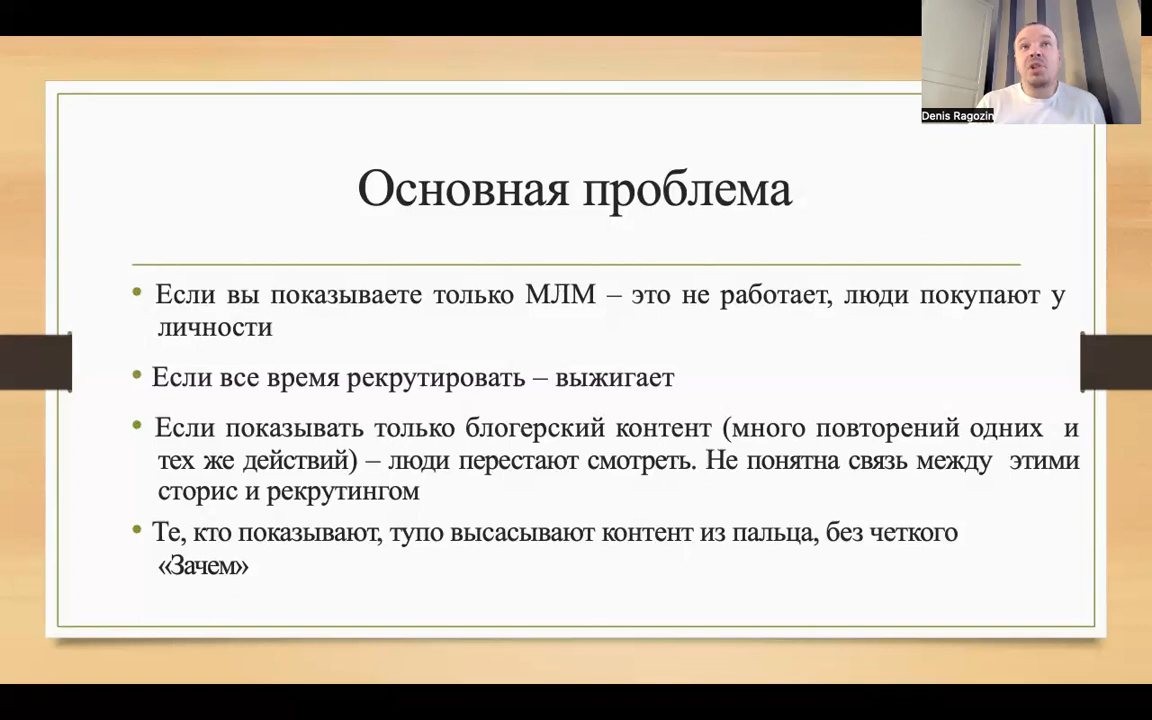 Denis Ragozin
Основная проблема
• Если вы показываете только МЛМ – это не работает, люди покупают у
личности
• Если все время рекрутировать – выжигает
• Если показывать только блогерский контент (много повторений одних и
тех же действий) – люди перестают смотреть. Не понятна связь между этими
сторис и рекрутингом
• Те, кто показывают, тупо высасывают контент из пальца, без четкого
«Зачем»